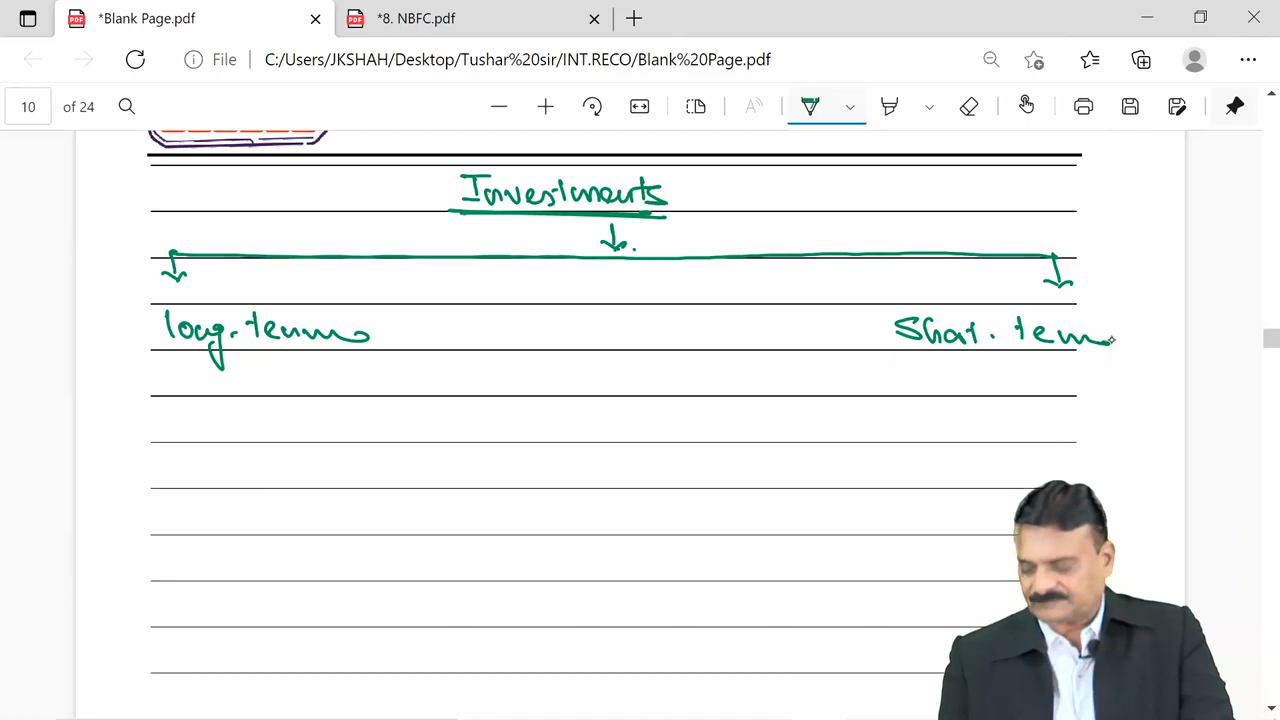 *Blank Page.pdf
*8. NBFC.pdf
File C:/Users/JKSHAH/Desktop/Tushar%20sir/INT.RECO/Blank%20Page.pdf
10 of 24
Investments
long-term
Short-term